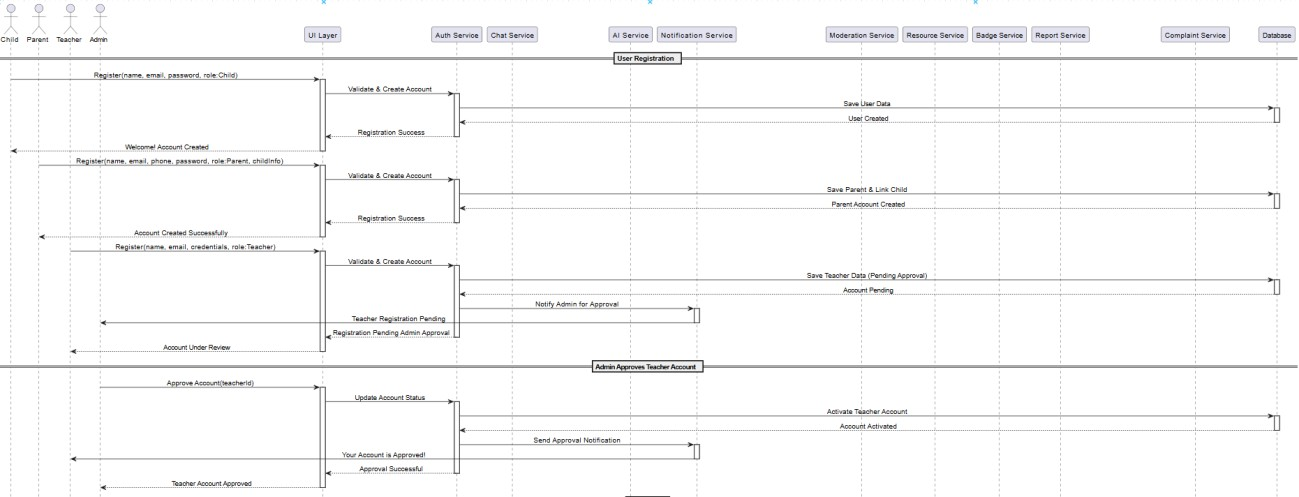 Child Parent Teacher Admin UI Layer Auth Service Chat Service AI Service Notification Service Moderation Service Resource Service Badge Service Report Service Complaint Service Database
User Registration
Register(name, email, password, role:Child)
Validate & Create Account
Save User Data
User Created
Registration Success
Welcome! Account Created
Register(name, email, phone, password, role:Parent, childInfo)
Validate & Create Account
Save Parent & Link Child
Parent Account Created
Registration Success
Account Created Successfully
Register(name, email, credentials, role:Teacher)
Validate & Create Account
Save Teacher Data (Pending Approval)
Account Pending
Notify Admin for Approval
Teacher Registration Pending
Registration Pending Admin Approval
Account Under Review
Admin Approves Teacher Account
Approve Account(teacherId)
Update Account Status
Activate Teacher Account
Account Activated
Send Approval Notification
Your Account is Approved!
Approval Successful
Teacher Account Approved